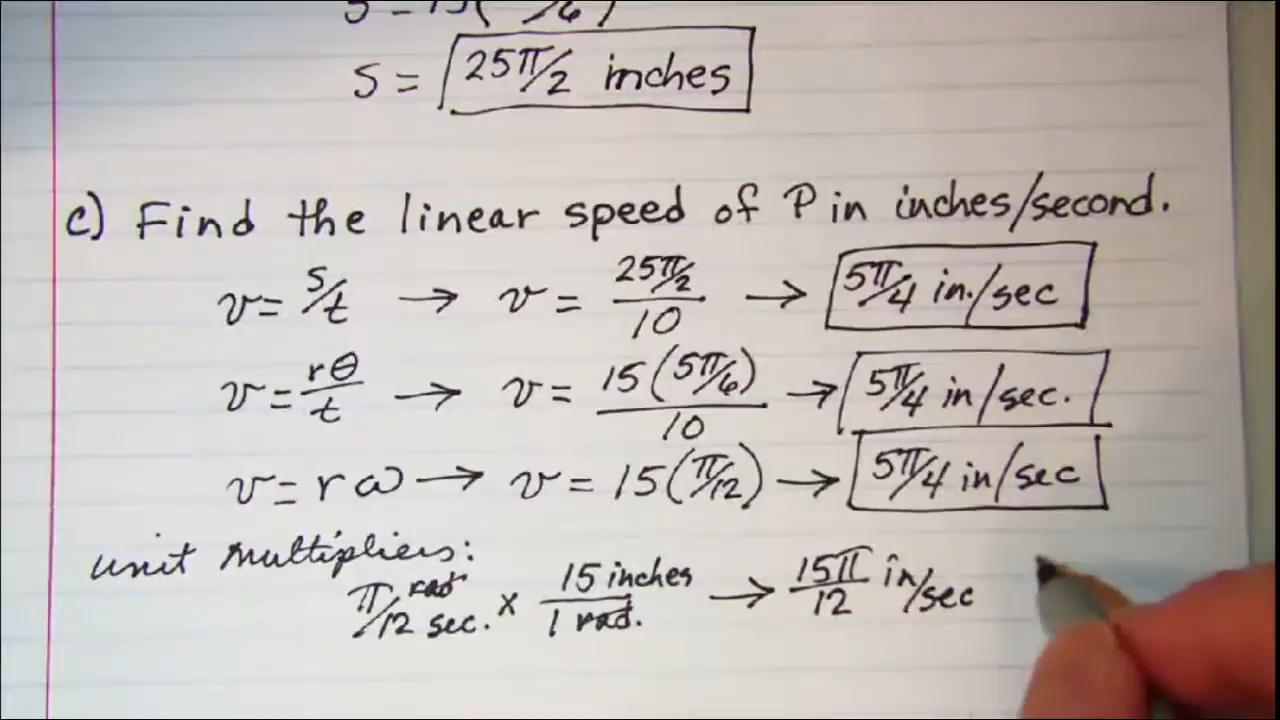 S = 15( /6)
S = 25π/2 inches
c) Find the linear speed of P in inches/second.
v = s/t → v = 25π/2 / 10 → 5π/4 in./sec
v = rθ/t → v = 15(5π/6) / 10 → 5π/4 in/sec.
v = rω → v = 15(π/12) → 5π/4 in/sec
unit multipliers:
π/12 rad/sec. x 15 inches/1 rad. → 15π/12 in/sec